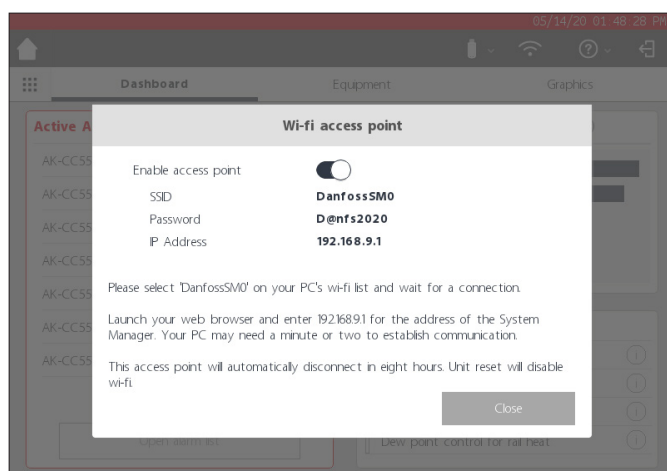 05/14/20 01:48:28 PM
Dashboard Equipment Graphics
Active A
Wi-fi access point
AK-CC55
Enable access point
AK-CC55
SSID DanfossSM0
AK-CC55
Password D@nfs2020
IP Address 192.168.9.1
AK-CC55
AK-CC55
Please select 'DanfossSM0' on your PC's wi-fi list and wait for a connection.
AK-CC55
Launch your web browser and enter 192.168.9.1 for the address of the System
Manager. Your PC may need a minute or two to establish communication.
AK-CC55
This access point will automatically disconnect in eight hours. Unit reset will disable
wi-fi.
Close
Open alarm list
Dew point control for rail heat